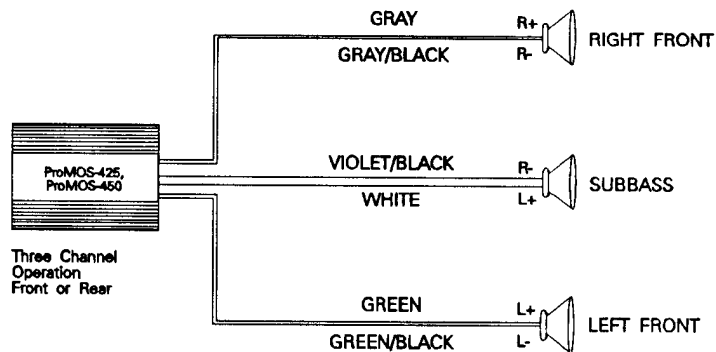 GRAY
R+
GRAY/BLACK
R-
RIGHT FRONT
ProMOS-425,
ProMOS-450
VIOLET/BLACK
R-
WHITE
L+
SUBBASS
Three Channel
Operation
Front or Rear
GREEN
L+
GREEN/BLACK
L-
LEFT FRONT